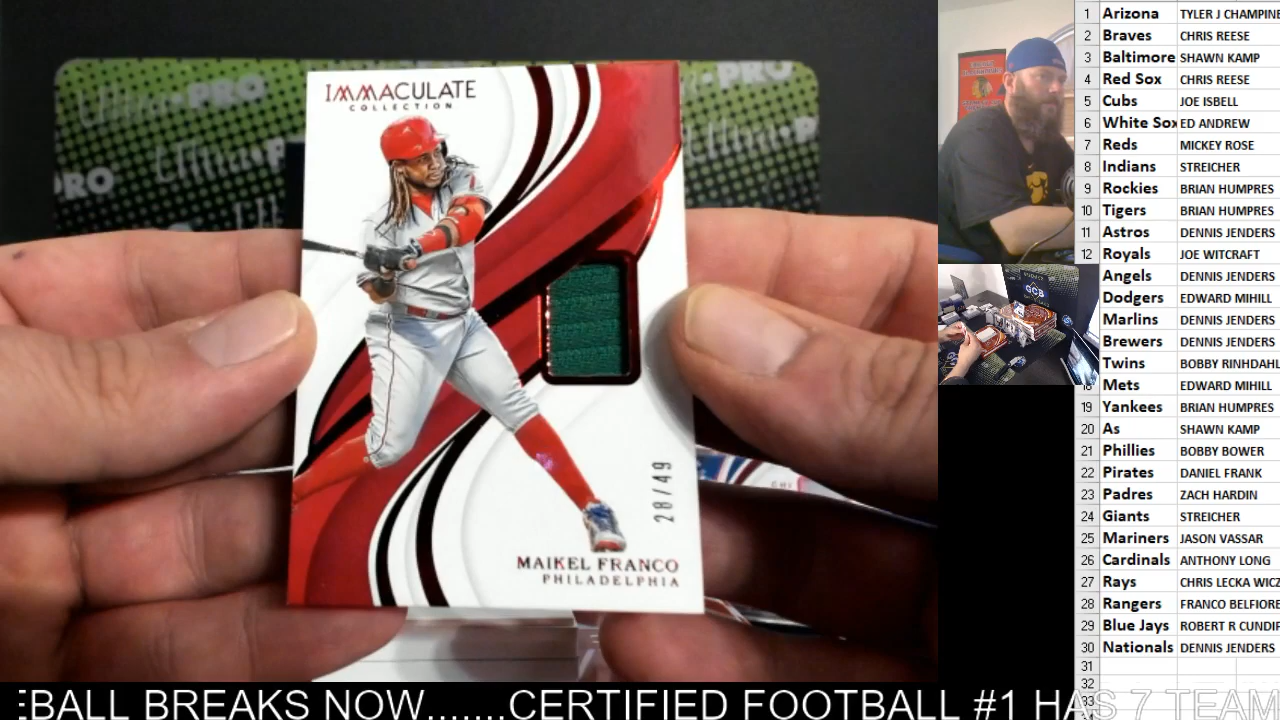 IMMACULATE
COLLECTION
28/49
MAIKEL FRANCO
PHILADELPHIA
PRO
PRO
GCB
1 Arizona TYLER J CHAMPINE
2 Braves CHRIS REESE
3 Baltimore SHAWN KAMP
4 Red Sox CHRIS REESE
5 Cubs JOE ISBELL
6 White Sox ED ANDREW
7 Reds MICKEY ROSE
8 Indians STREICHER
9 Rockies BRIAN HUMPRES
10 Tigers BRIAN HUMPRES
11 Astros DENNIS JENDERS
12 Royals JOE WITCRAFT
Angels DENNIS JENDERS
Dodgers EDWARD MIHILL
Marlins DENNIS JENDERS
Brewers DENNIS JENDERS
Twins BOBBY RINHDAHL
18 Mets EDWARD MIHILL
19 Yankees BRIAN HUMPRES
20 As SHAWN KAMP
21 Phillies BOBBY BOWER
22 Pirates DANIEL FRANK
23 Padres ZACH HARDIN
24 Giants STREICHER
25 Mariners JASON VASSAR
26 Cardinals ANTHONY LONG
27 Rays CHRIS LECKA WICZ
28 Rangers FRANCO BELFIORE
29 Blue Jays ROBERT R CUNDIF
30 Nationals DENNIS JENDERS
31
32
33
EBALL BREAKS NOW.......CERTIFIED FOOTBALL #1 HAS 7 TEAM